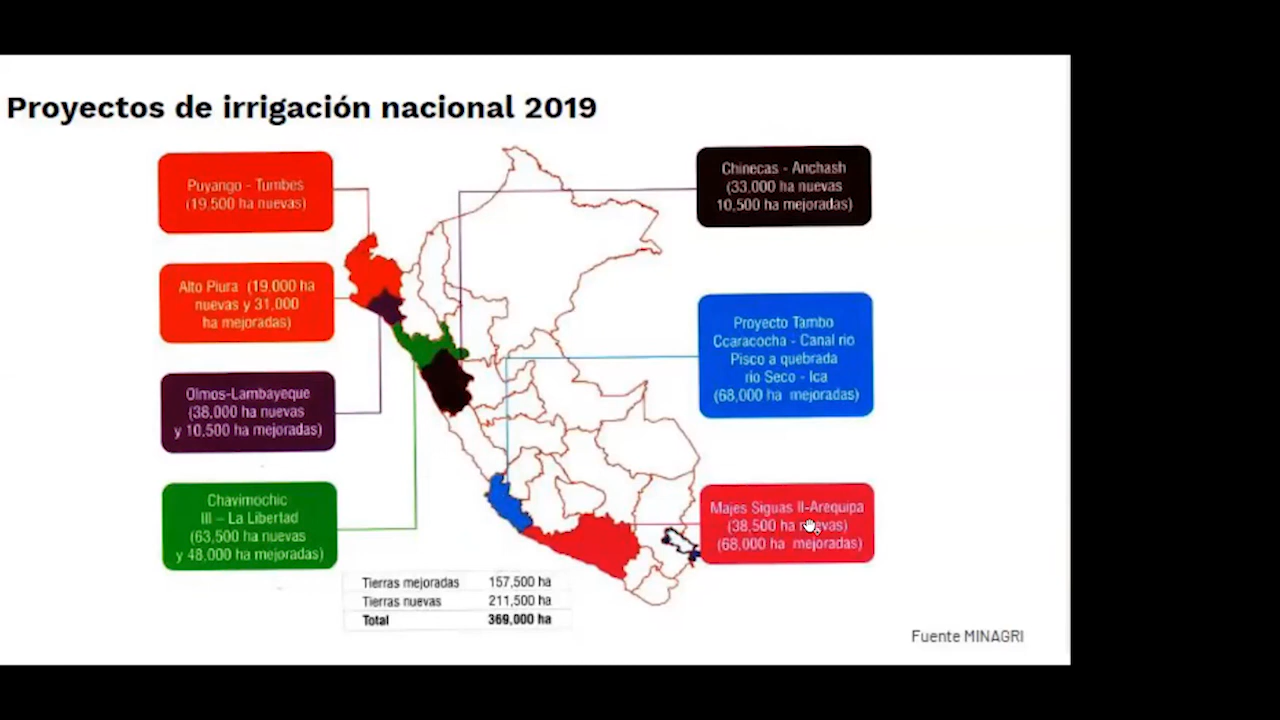 Proyectos de irrigación nacional 2019
Puyango - Tumbes
(19,500 ha nuevas)
Alto Piura (19,000 ha
nuevas y 31,000
ha mejoradas)
Olmos-Lambayeque
(38,000 ha nuevas
y 10,500 ha mejoradas)
Chavimochic
III – La Libertad
(63,500 ha nuevas
y 48,000 ha mejoradas)
Chinecas - Anchash
(33,000 ha nuevas
10,500 ha mejoradas)
Proyecto Tambo
Ccaracocha - Canal rio
Pisco a quebrada
río Seco - Ica
(68,000 ha mejoradas)
Majes Siguas II-Arequipa
(38,500 ha nuevas)
(68,000 ha mejoradas)
Tierras mejoradas 157,500 ha
Tierras nuevas 211,500 ha
Total 369,000 ha
Fuente MINAGRI